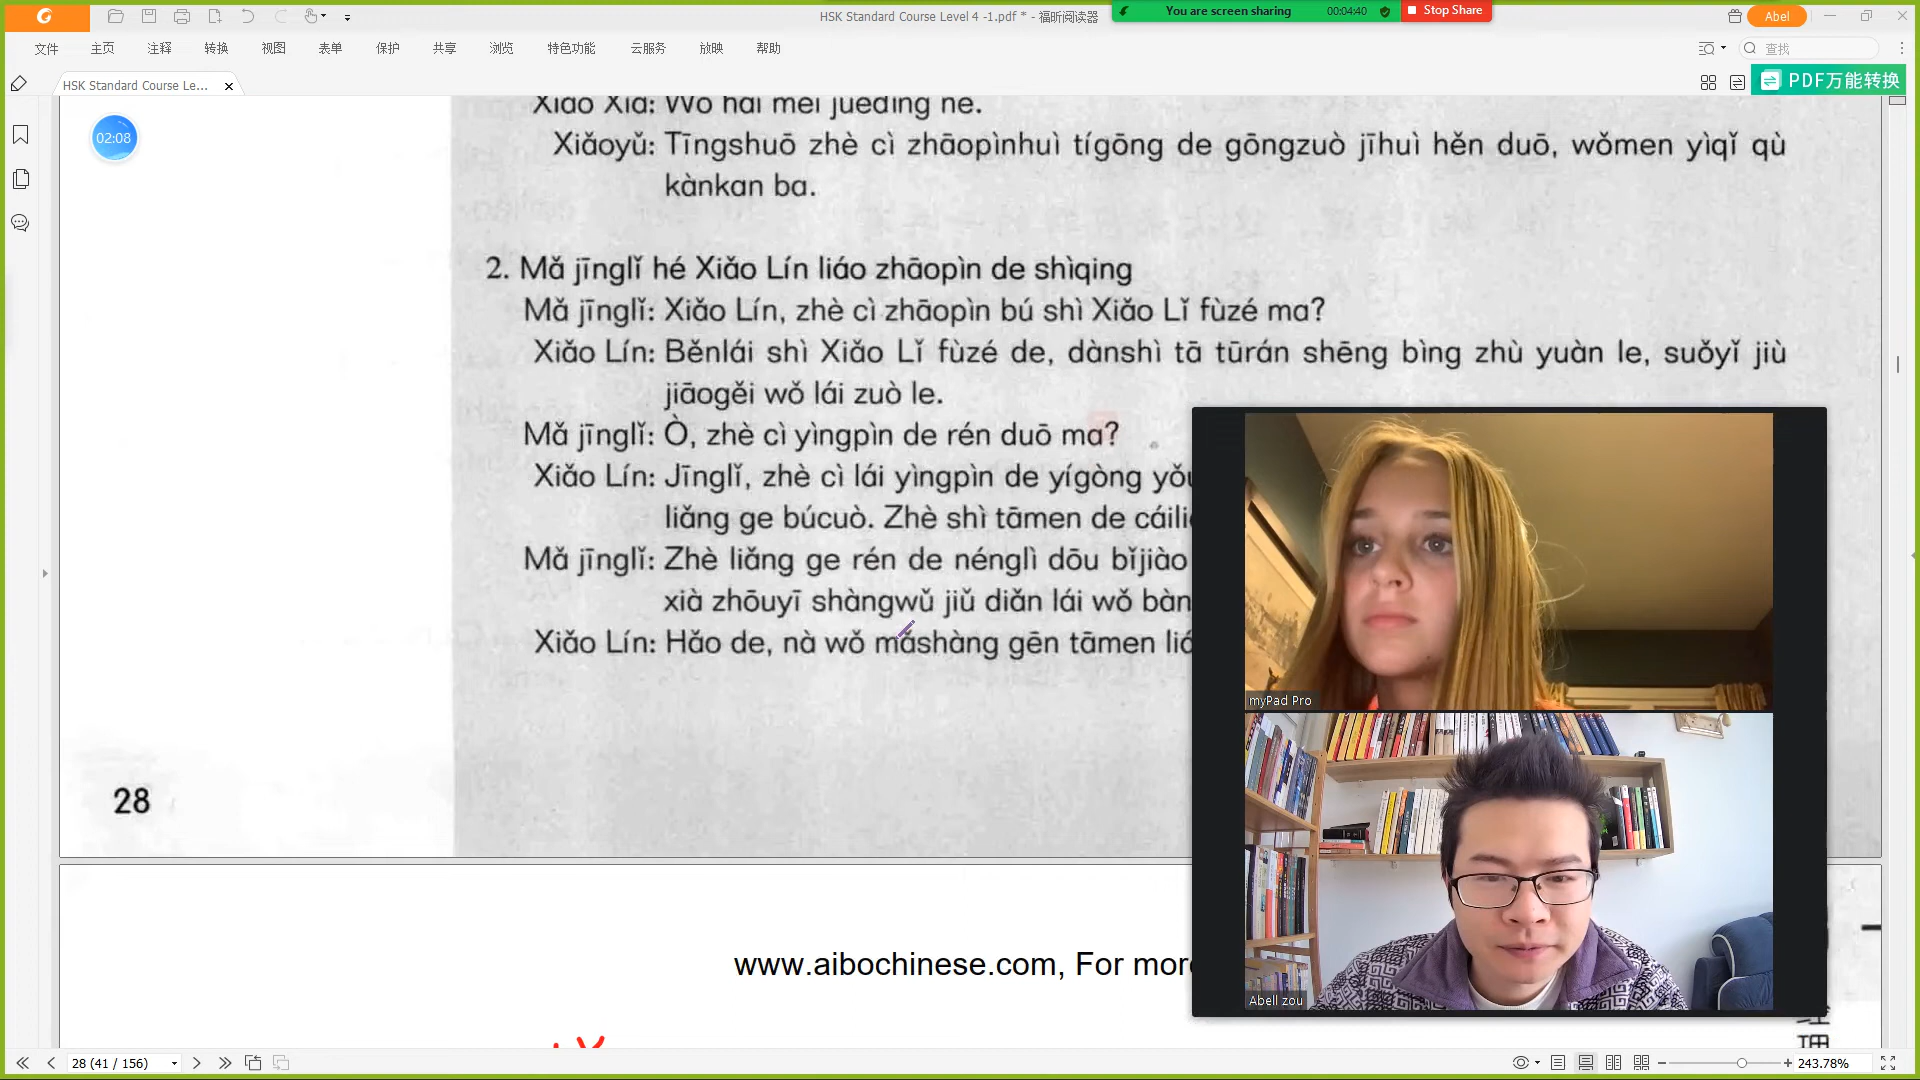 HSK Standard Course Level 4 -1.pdf * - 福昕阅读器
You are screen sharing
00:04:40
Stop Share
Abel
文件 主页 注释 转换 视图 表单 保护 共享 浏览 特色功能 云服务 放映 帮助
查找
HSK Standard Course Le...
PDF万能转换
02:08
Xiǎo Xià: Wǒ hái méi juédìng ne.
Xiǎoyǔ: Tīngshuō zhè cì zhāopìnhuì tígōng de gōngzuò jīhuì hěn duō, wǒmen yìqǐ qù
kànkan ba.
2. Mǎ jīnglǐ hé Xiǎo Lín liáo zhāopìn de shìqing
Mǎ jīnglǐ: Xiǎo Lín, zhè cì zhāopìn bú shì Xiǎo Lǐ fùzé ma?
Xiǎo Lín: Běnlái shì Xiǎo Lǐ fùzé de, dànshì tā tūrán shēng bìng zhù yuàn le, suǒyǐ jiù
jiāogěi wǒ lái zuò le.
Mǎ jīnglǐ: Ò, zhè cì yìngpìn de rén duō ma?
Xiǎo Lín: Jīnglǐ, zhè cì lái yìngpìn de yígòng
liǎng ge búcuò. Zhè shì tāmen de
Mǎ jīnglǐ: Zhè liǎng ge rén de nénglì dōu bǐjiào
xià zhōuyī shàngwǔ jiǔ diǎn lái wǒ bàn
Xiǎo Lín: Hǎo de, nà wǒ mǎshàng gēn tāmen
myPad Pro
28
www.aibochinese.com, For more
Abell zou
理
28 (41 / 156)
243.78%